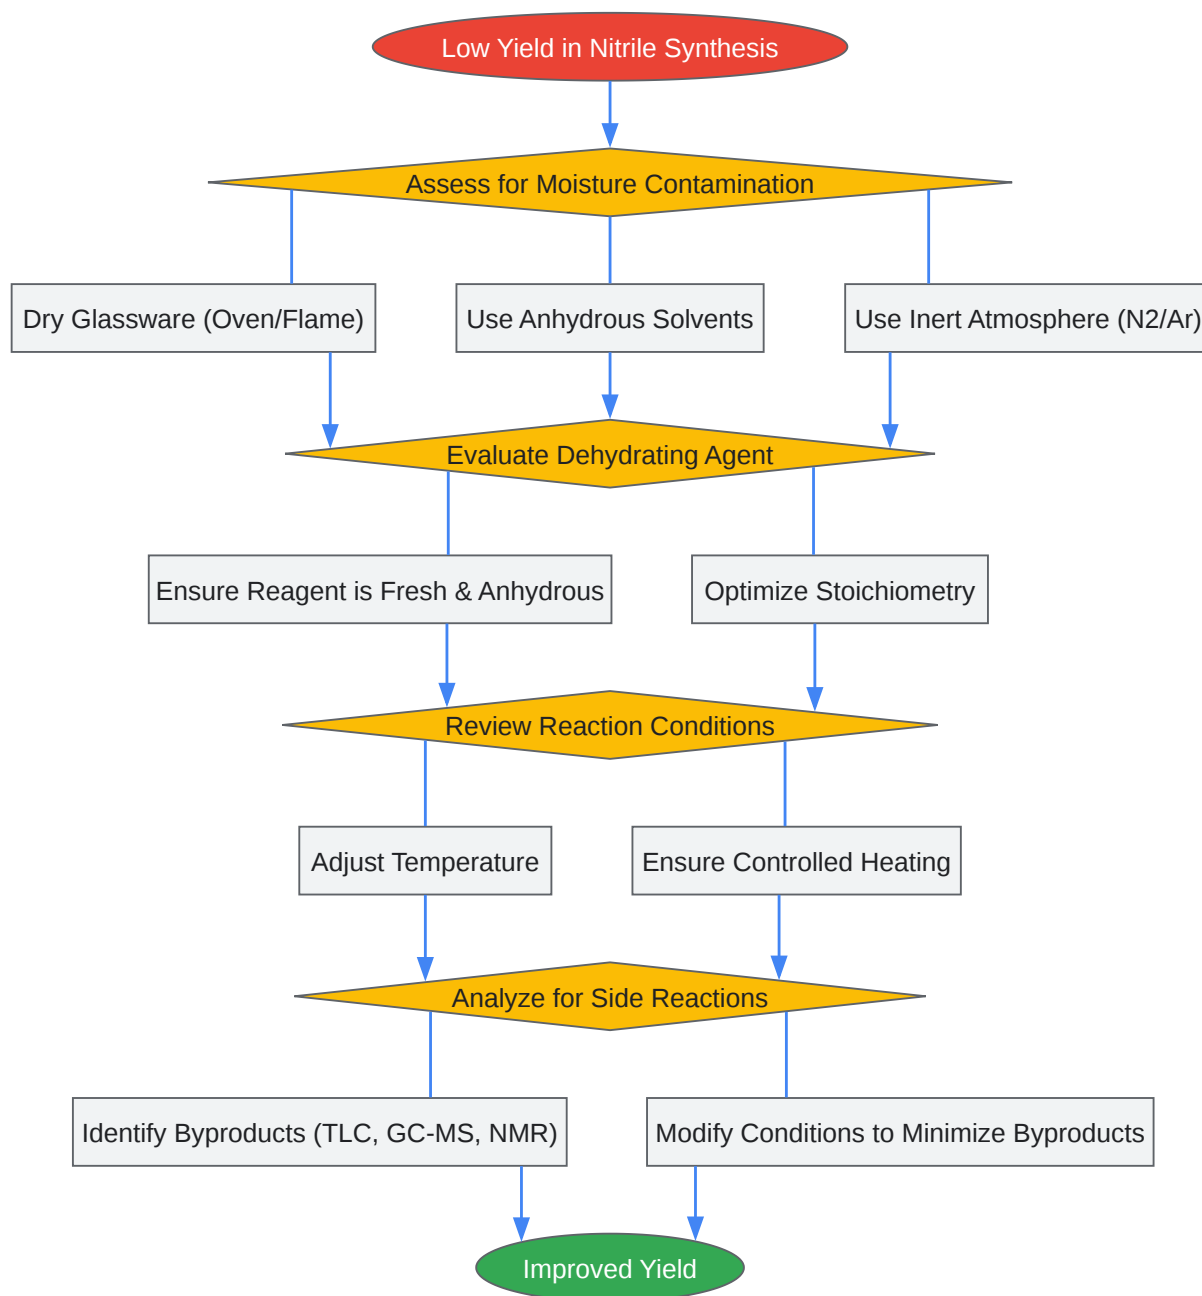 Low Yield in Nitrile Synthesis
Assess for Moisture Contamination
Dry Glassware (Oven/Flame)
Use Anhydrous Solvents
Use Inert Atmosphere (N2/Ar)
Evaluate Dehydrating Agent
Ensure Reagent is Fresh & Anhydrous
Optimize Stoichiometry
Review Reaction Conditions
Adjust Temperature
Ensure Controlled Heating
Analyze for Side Reactions
Identify Byproducts (TLC, GC-MS, NMR)
Modify Conditions to Minimize Byproducts
Improved Yield